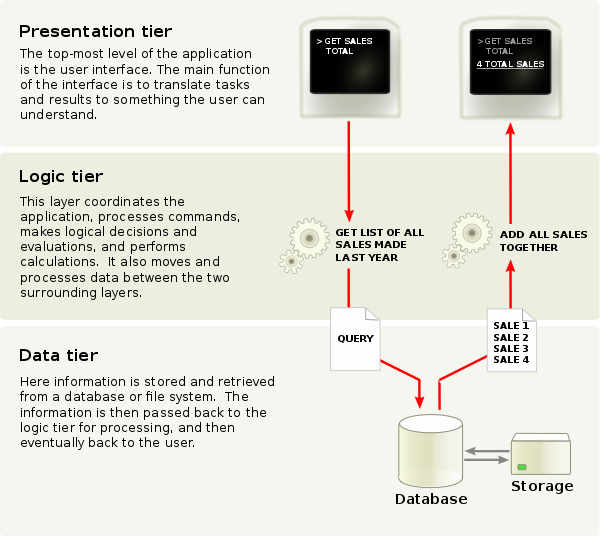 Presentation tier
The top-most level of the application
is the user interface. The main function
of the interface is to translate tasks
and results to something the user can
understand.
> GET SALES
TOTAL
> GET SALES
TOTAL
4 TOTAL SALES
Logic tier
This layer coordinates the
application, processes commands,
makes logical decisions and
evaluations, and performs
calculations.  It also moves and
processes data between the two
surrounding layers.
GET LIST OF ALL
SALES MADE
LAST YEAR
ADD ALL SALES
TOGETHER
Data tier
Here information is stored and retrieved
from a database or file system.  The
information is then passed back to the
logic tier for processing, and then
eventually back to the user.
QUERY
SALE 1
SALE 2
SALE 3
SALE 4
Database
Storage